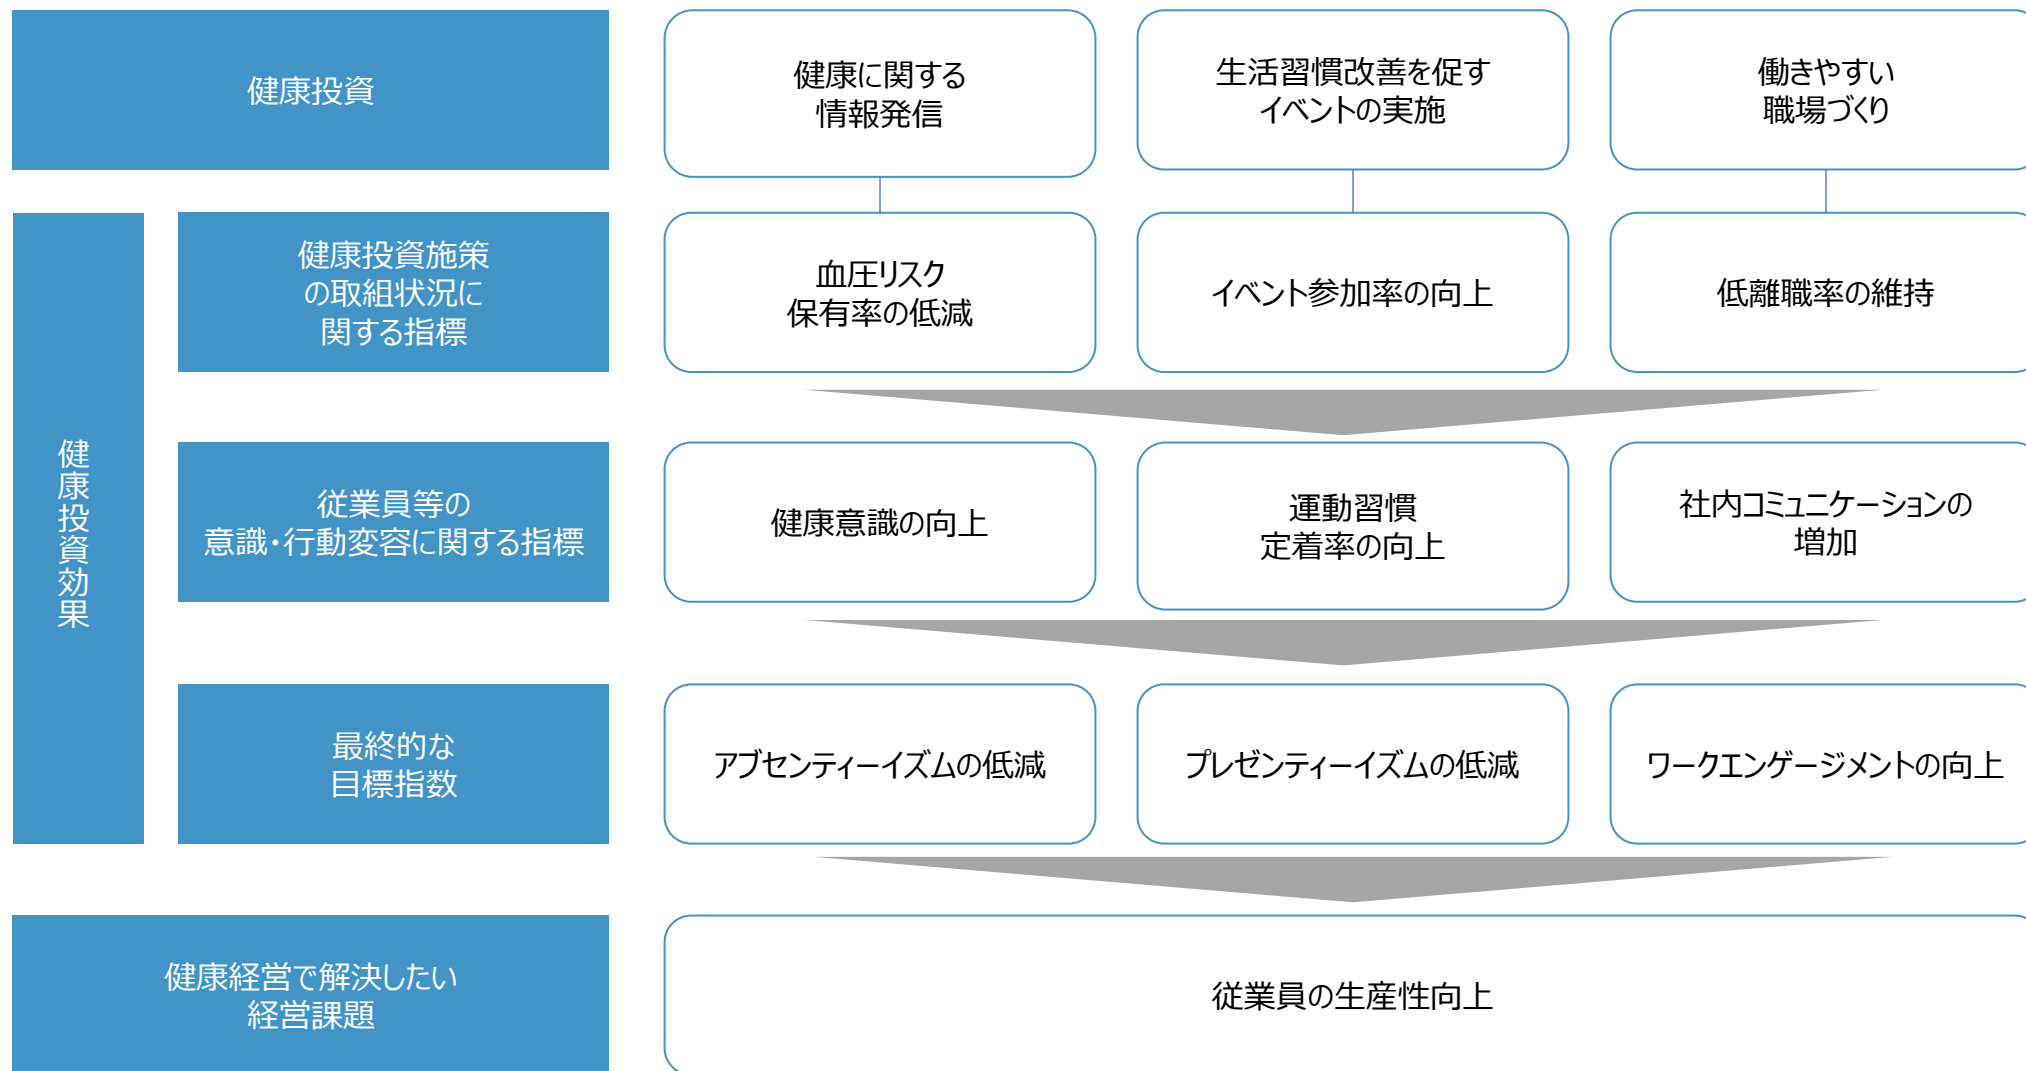 健康投資
健康に関する
情報発信
生活習慣改善を促す
イベントの実施
働きやすい
職場づくり
健康投資効果
健康投資施策
の取組状況に
関する指標
血圧リスク
保有率の低減
イベント参加率の向上
低離職率の維持
従業員等の
意識・行動変容に関する指標
健康意識の向上
運動習慣
定着率の向上
社内コミュニケーションの
増加
最終的な
目標指数
アブセンティーイズムの低減
プレゼンティーイズムの低減
ワークエンゲージメントの向上
健康経営で解決したい
経営課題
従業員の生産性向上